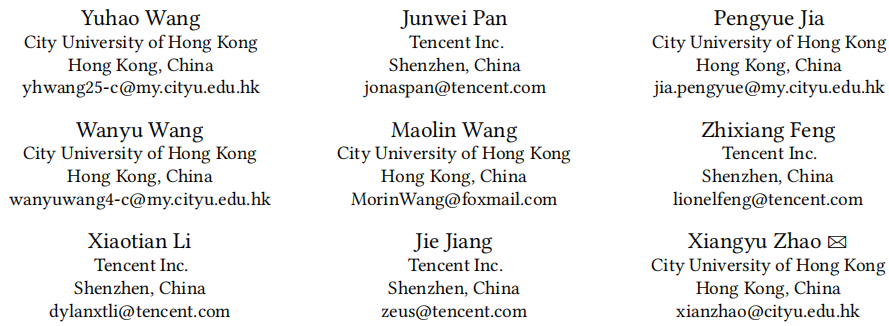 Yuhao Wang
City University of Hong Kong
Hong Kong, China
yhwang25-c@my.cityu.edu.hk
Junwei Pan
Tencent Inc.
Shenzhen, China
jonaspan@tencent.com
Pengyue Jia
City University of Hong Kong
Hong Kong, China
jia.pengyue@my.cityu.edu.hk
Wanyu Wang
City University of Hong Kong
Hong Kong, China
wanyuwang4-c@my.cityu.edu.hk
Maolin Wang
City University of Hong Kong
Hong Kong, China
MorinWang@foxmail.com
Zhixiang Feng
Tencent Inc.
Shenzhen, China
lionelfeng@tencent.com
Xiaotian Li
Tencent Inc.
Shenzhen, China
dylanxtli@tencent.com
Jie Jiang
Tencent Inc.
Shenzhen, China
zeus@tencent.com
Xiangyu Zhao ✉
City University of Hong Kong
Hong Kong, China
xianzhao@cityu.edu.hk